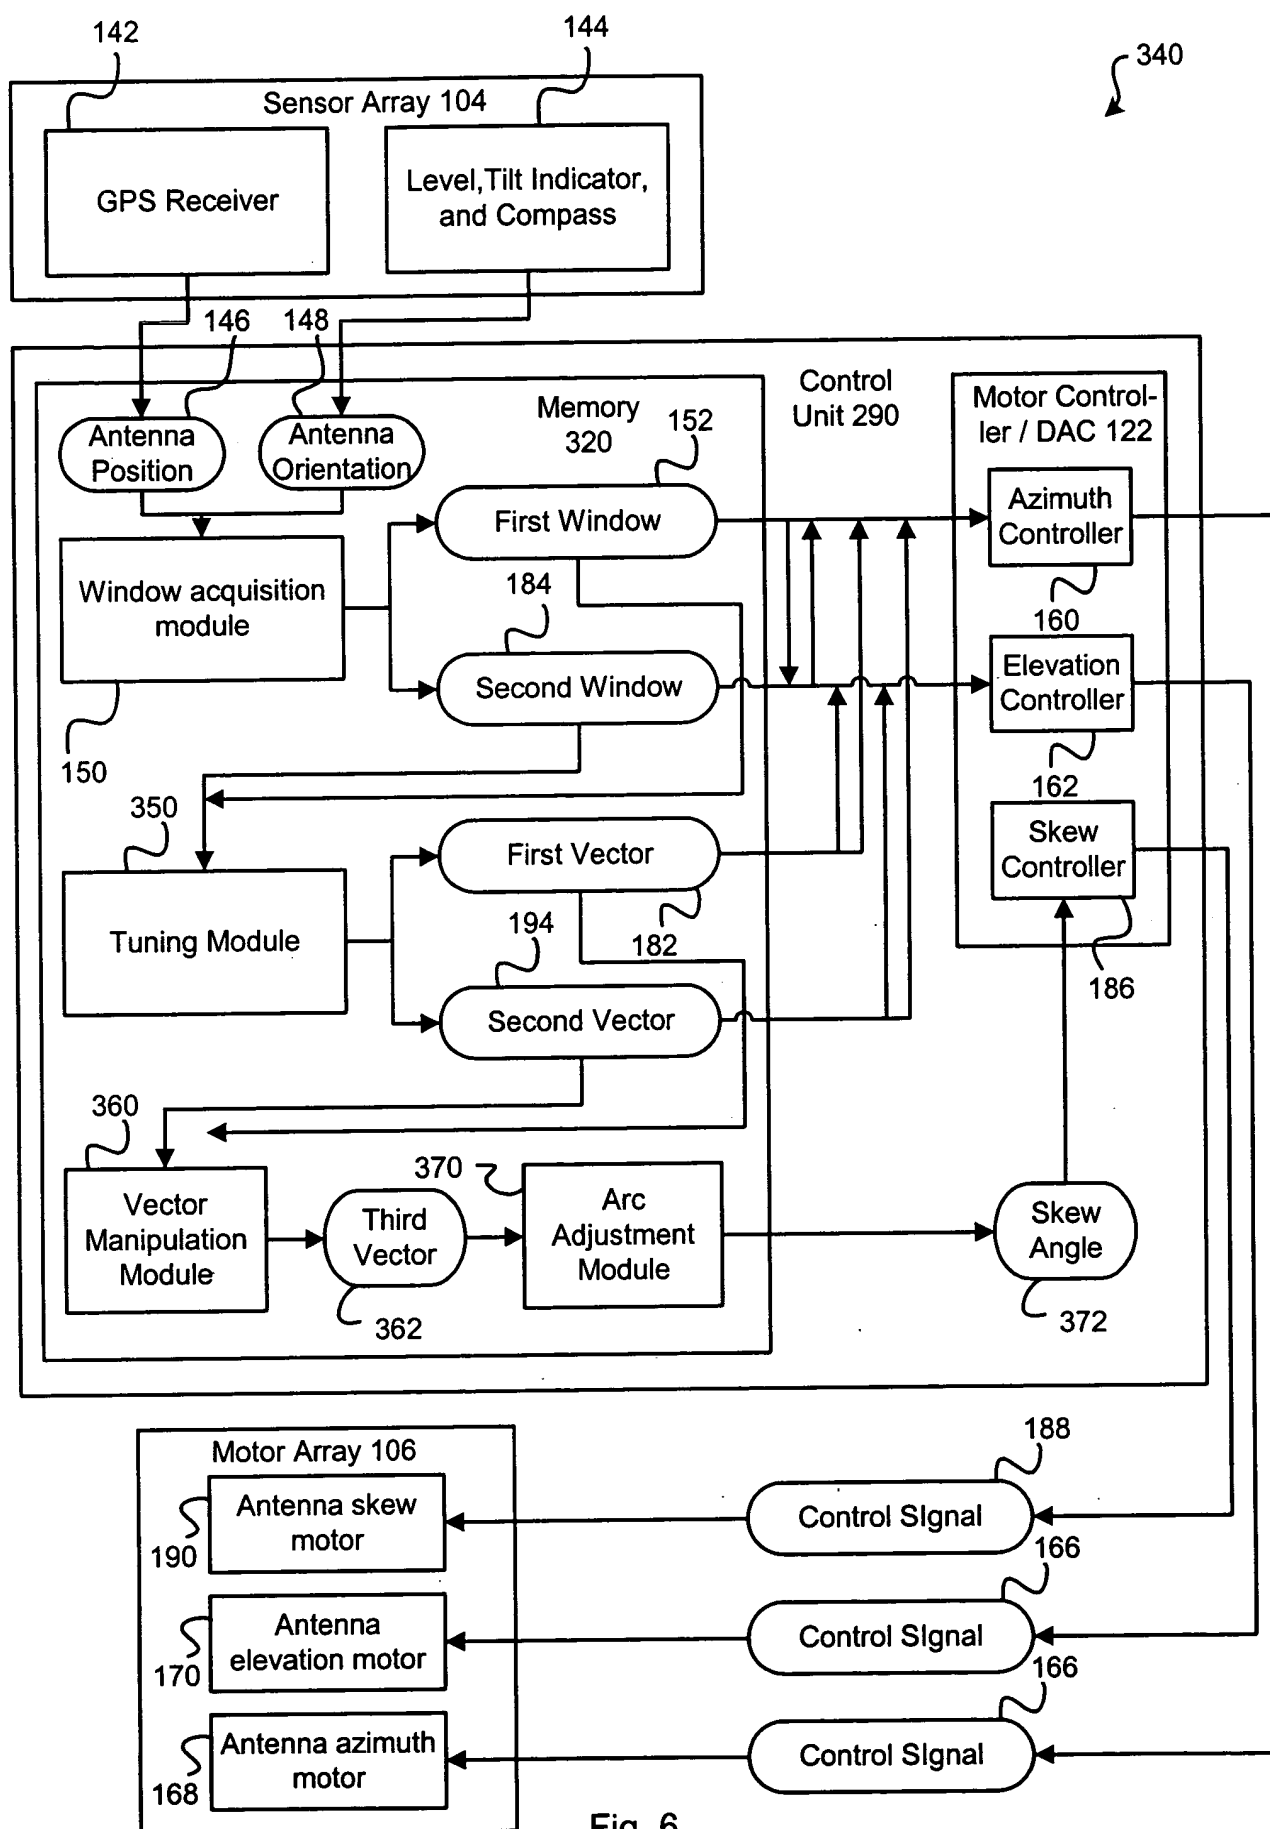 142
144
340
Sensor Array 104
GPS Receiver
Level,Tilt Indicator,
and Compass
146
148
Control
Unit 290
Motor Control-
ler / DAC 122
Memory
320
152
Antenna
Position
Antenna
Orientation
First Window
Azimuth
Controller
Window acquisition
module
184
160
Second Window
Elevation
Controller
150
162
350
First Vector
Skew
Controller
Tuning Module
194
182
186
Second Vector
360
370
Vector
Manipulation
Module
Third
Vector
Arc
Adjustment
Module
Skew
Angle
362
372
Motor Array 106
188
Antenna skew
motor
Control SIgnal
190
166
Antenna
elevation motor
Control SIgnal
170
166
Antenna azimuth
motor
Control SIgnal
168
Fig. 6